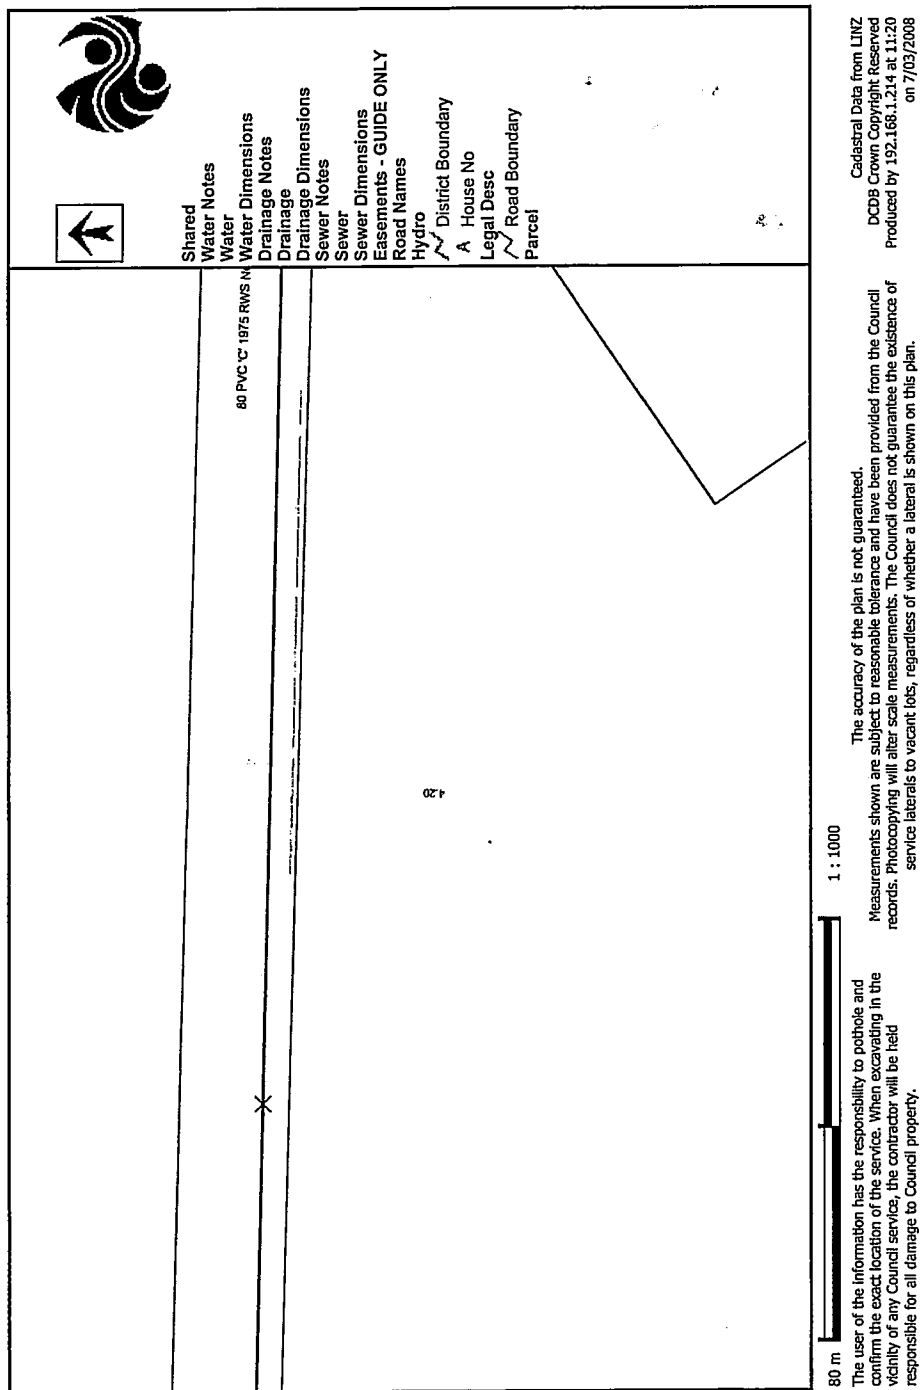 Shared
Water Notes
Water
Water Dimensions
Drainage Notes
Drainage
Drainage Dimensions
Sewer Notes
Sewer
Sewer Dimensions
Easements - GUIDE ONLY
Road Names
Hydro
District Boundary
A House No
Legal Desc
Road Boundary
Parcel
80 PVC 'C' 1975 RWS N
4.20
80 m
1 : 1000
The user of the information has the responsbility to pothole and
confirm the exact location of the service. When excavating in the
vicinity of any Council service, the contractor will be held
responsible for all damage to Council property.
The accuracy of the plan is not guaranteed.
Measurements shown are subject to reasonable tolerance and have been provided from the Council
records. Photocopying will alter scale measurements. The Council does not guarantee the existence of
service laterals to vacant lots, regardless of whether a lateral is shown on this plan.
Cadastral Data from LINZ
DCDB Crown Copyright Reserved
Produced by 192.168.1.214 at 11:20
on 7/03/2008